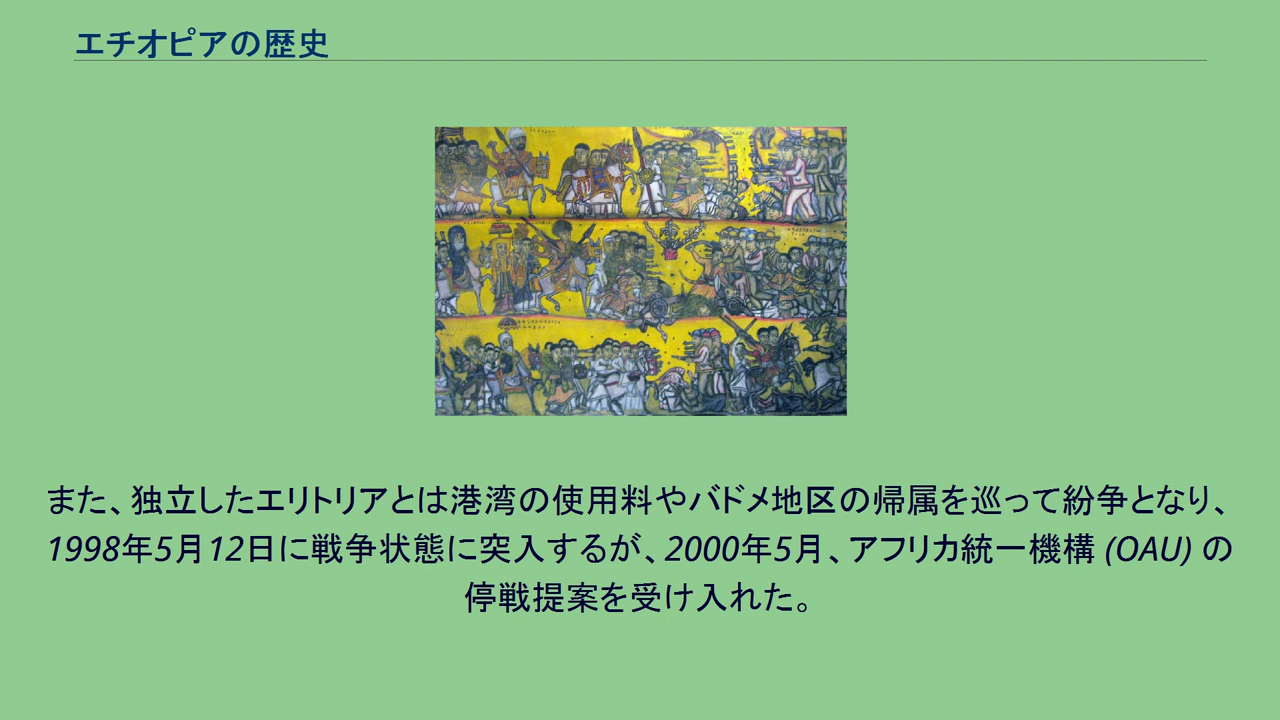 エチオピアの歴史
また、独立したエリトリアとは港湾の使用料やバドメ地区の帰属を巡って紛争となり、
1998年5月12日に戦争状態に突入するが、2000年5月、アフリカ統一機構 (OAU) の
停戦提案を受け入れた。